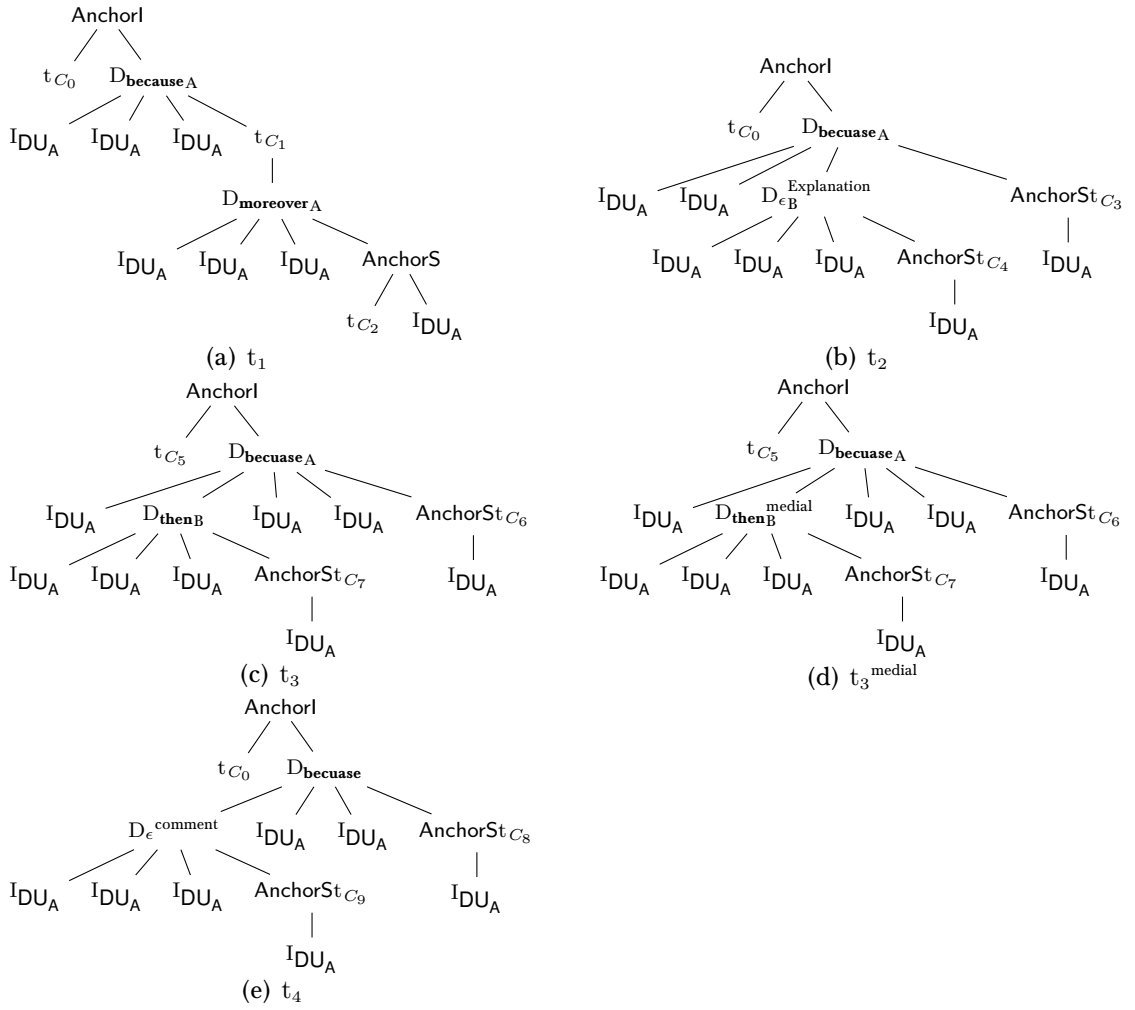 AnchorI
t_{C_0} D_{because A}
I_{DU_A} I_{DU_A} I_{DU_A} t_{C_1}
D_{moreover A}
I_{DU_A} I_{DU_A} I_{DU_A} AnchorS
t_{C_2} I_{DU_A}
(a) t_1
AnchorI
t_{C_0} D_{becuase A}
I_{DU_A} I_{DU_A} D_{ϵ B}^{Explanation} AnchorSt_{C_3}
I_{DU_A} I_{DU_A} I_{DU_A} AnchorSt_{C_4} I_{DU_A}
I_{DU_A}
(b) t_2
AnchorI
t_{C_5} D_{becuase A}
I_{DU_A} D_{then B} I_{DU_A} I_{DU_A} AnchorSt_{C_6}
I_{DU_A} I_{DU_A} I_{DU_A} AnchorSt_{C_7} I_{DU_A}
I_{DU_A}
(c) t_3
AnchorI
t_{C_5} D_{becuase A}
I_{DU_A} D_{then B}^{medial} I_{DU_A} I_{DU_A} AnchorSt_{C_6}
I_{DU_A} I_{DU_A} I_{DU_A} AnchorSt_{C_7} I_{DU_A}
I_{DU_A}
(d) t_3^{medial}
AnchorI
t_{C_0} D_{becuase}
D_ϵ^{comment} I_{DU_A} I_{DU_A} AnchorSt_{C_8}
I_{DU_A} I_{DU_A} I_{DU_A} AnchorSt_{C_9} I_{DU_A}
I_{DU_A}
(e) t_4